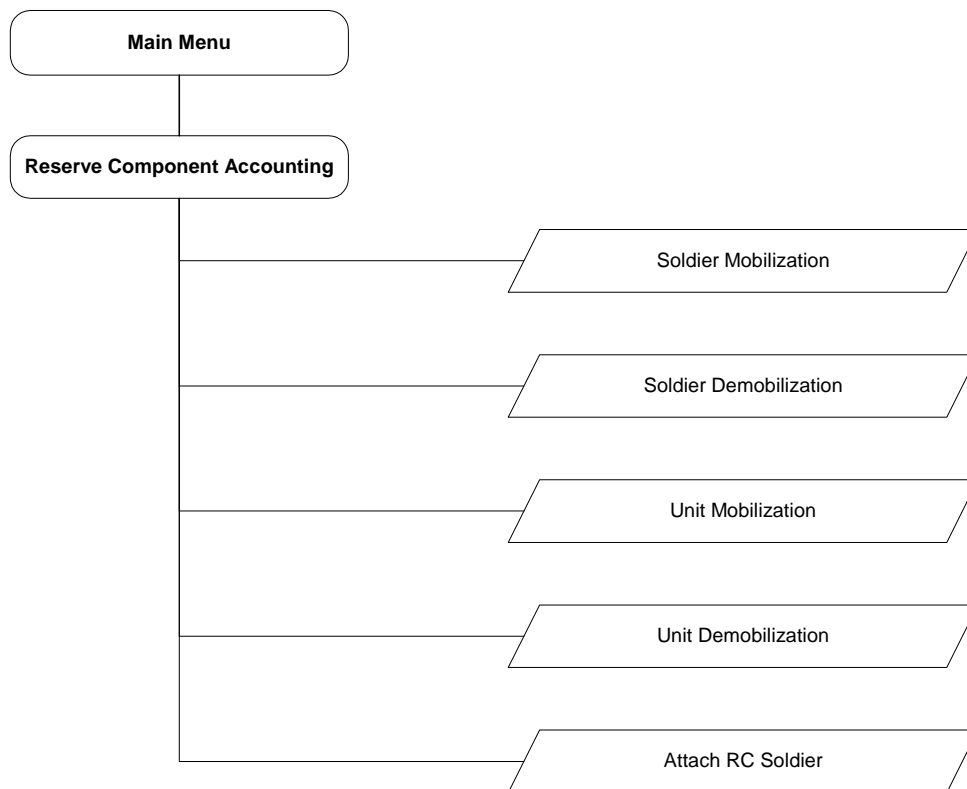 Main Menu
Reserve Component Accounting
Soldier Mobilization
Soldier Demobilization
Unit Mobilization
Unit Demobilization
Attach RC Soldier